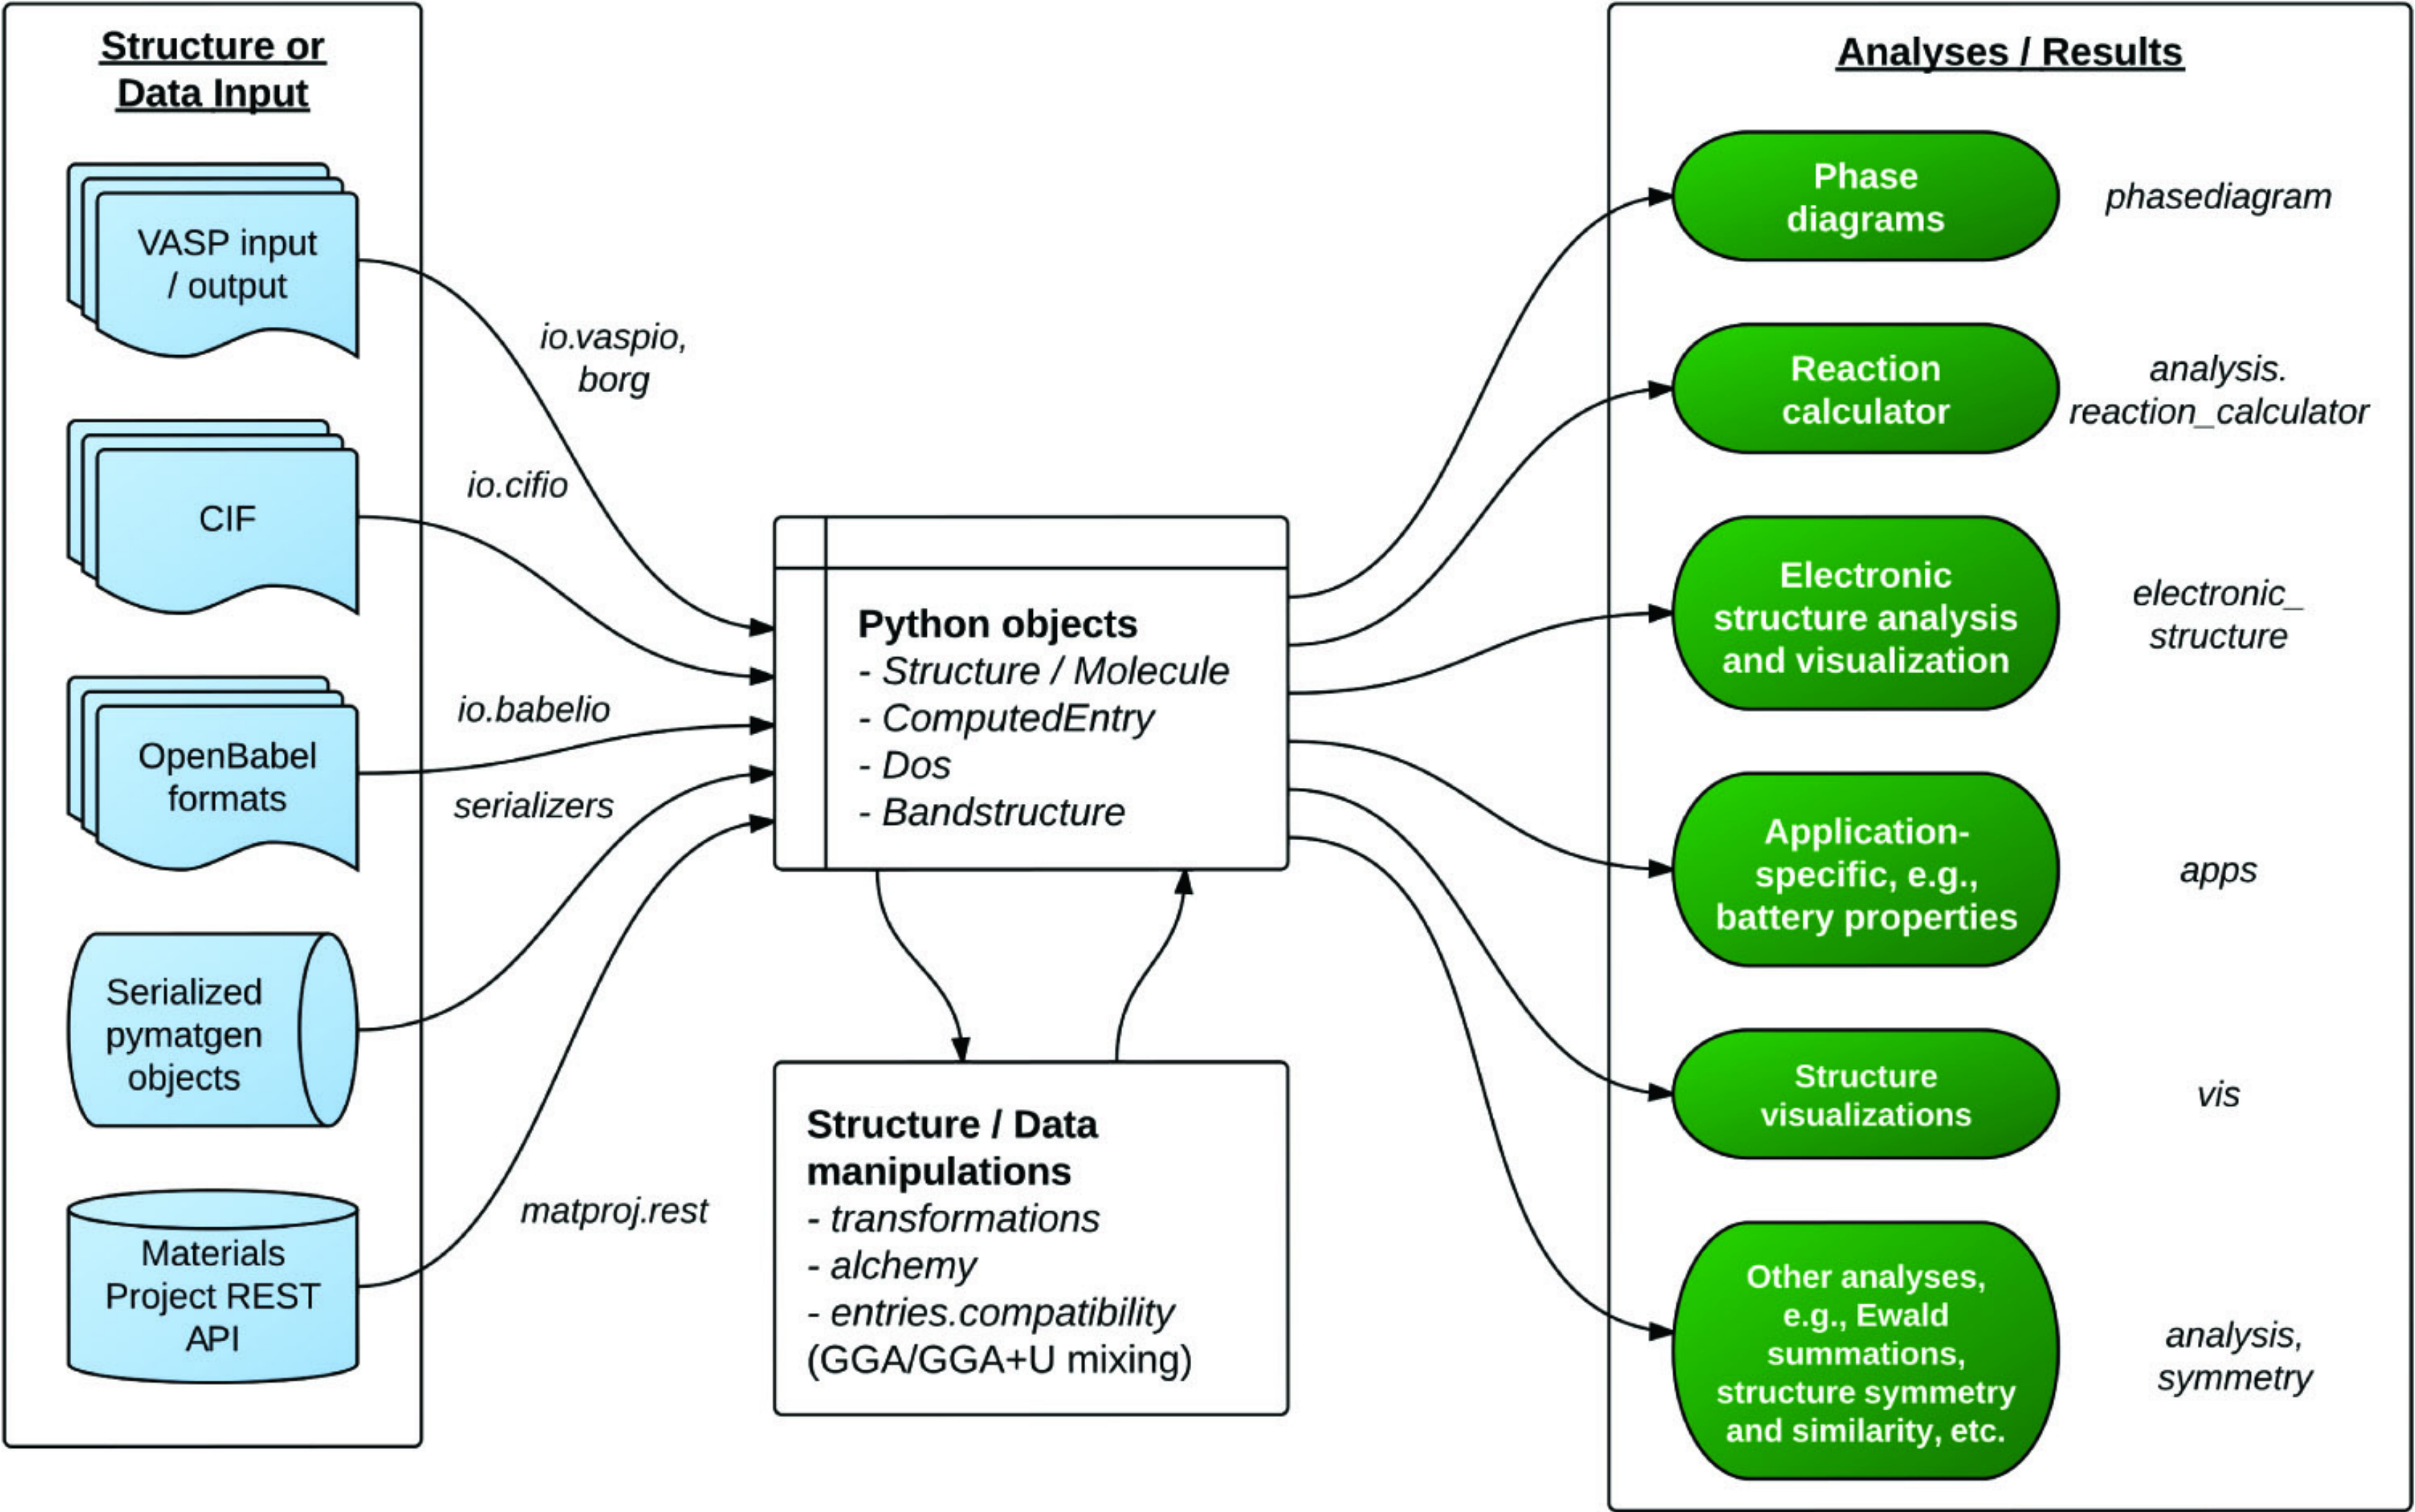 Structure or
Data Input
VASP input
/ output
CIF
OpenBabel
formats
Serialized
pymatgen
objects
Materials
Project REST
API
io.vaspio,
borg
io.cifio
io.babelio
serializers
matproj.rest
Python objects
- Structure / Molecule
- ComputedEntry
- Dos
- Bandstructure
Structure / Data
manipulations
- transformations
- alchemy
- entries.compatibility
(GGA/GGA+U mixing)
Analyses / Results
Phase
diagrams
phasediagram
Reaction
calculator
analysis.
reaction_calculator
Electronic
structure analysis
and visualization
electronic_
structure
Application-
specific, e.g.,
battery properties
apps
Structure
visualizations
vis
Other analyses,
e.g., Ewald
summations,
structure symmetry
and similarity, etc.
analysis,
symmetry